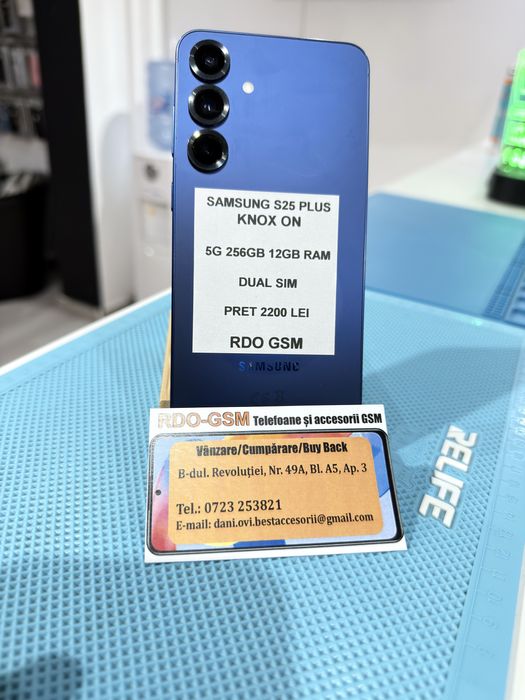 SAMSUNG S25 PLUS
KNOX ON
5G 256GB 12GB RAM
DUAL SIM
PRET 2200 LEI
RDO GSM
SAMSUNG
RDO-GSM Telefoane și accesorii GSM
Vânzare/Cumpărare/Buy Back
B-dul. Revoluției, Nr. 49A, Bl. A5, Ap. 3
Tel.: 0723 253821
E-mail: dani.ovi.bestaccesorii@gmail.com
RELIFE